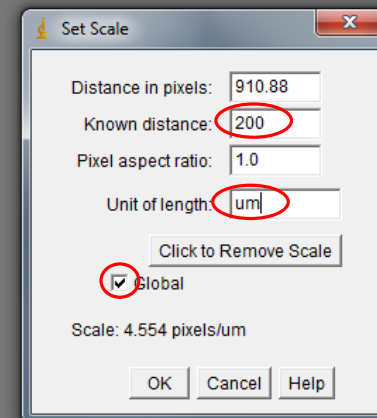 Set Scale
Distance in pixels: 910.88
Known distance: 200
Pixel aspect ratio: 1.0
Unit of length: um
Click to Remove Scale
Global
Scale: 4.554 pixels/um
OK Cancel Help